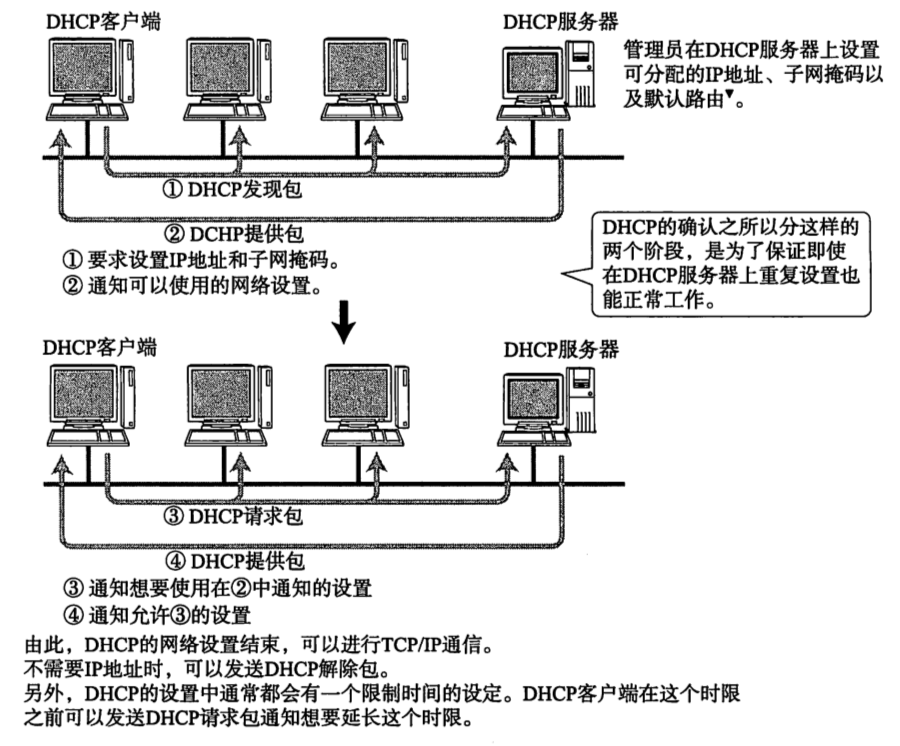 DHCP客户端
DHCP服务器
管理员在DHCP服务器上设置
可分配的IP地址、子网掩码以
及默认路由▼。
① DHCP发现包
② DCHP提供包
① 要求设置IP地址和子网掩码。
② 通知可以使用的网络设置。
DHCP的确认之所以分这样的
两个阶段，是为了保证即使
在DHCP服务器上重复设置也
能正常工作。
DHCP客户端
DHCP服务器
③ DHCP请求包
④ DHCP提供包
③ 通知想要使用在②中通知的设置
④ 通知允许③的设置
由此，DHCP的网络设置结束，可以进行TCP/IP通信。
不需要IP地址时，可以发送DHCP解除包。
另外，DHCP的设置中通常都会有一个限制时间的设定。DHCP客户端在这个时限
之前可以发送DHCP请求包通知想要延长这个时限。